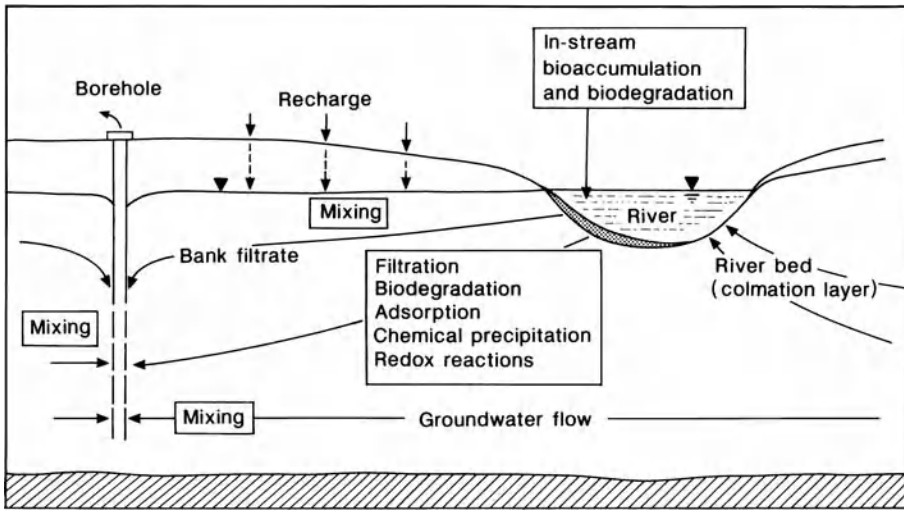 In-stream
bioaccumulation
and biodegradation
Borehole
Recharge
Mixing
River
Bank filtrate
River bed
(colmation layer)
Filtration
Biodegradation
Adsorption
Chemical precipitation
Redox reactions
Mixing
Mixing
Groundwater flow